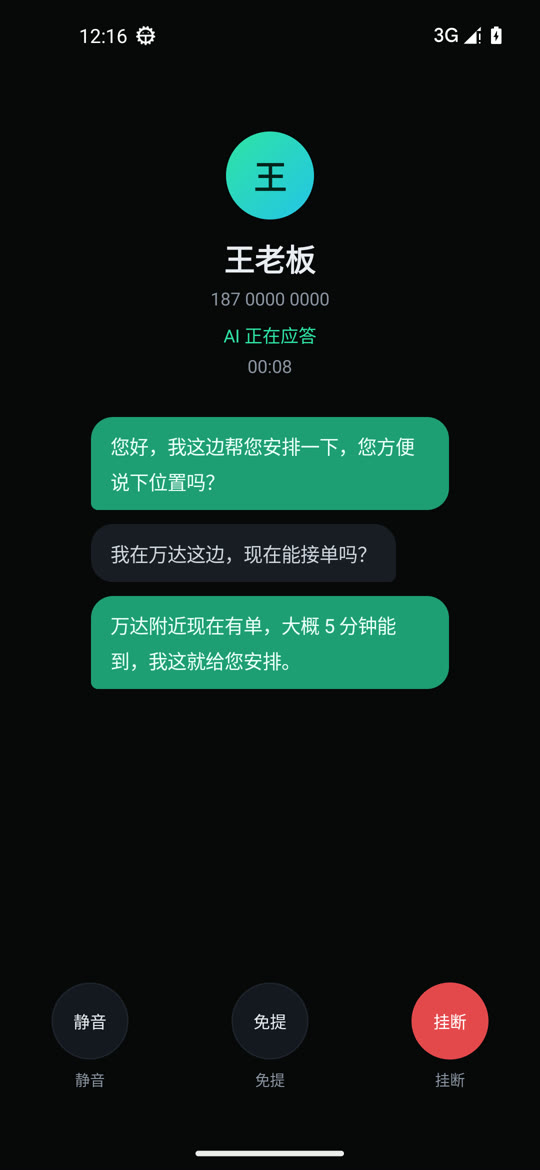 12:16
3G
王
王老板
187 0000 0000
AI 正在应答
00:08
您好，我这边帮您安排一下，您方便
说下位置吗？
我在万达这边，现在能接单吗？
万达附近现在有单，大概 5 分钟能
到，我这就给您安排。
静音
免提
挂断
静音
免提
挂断